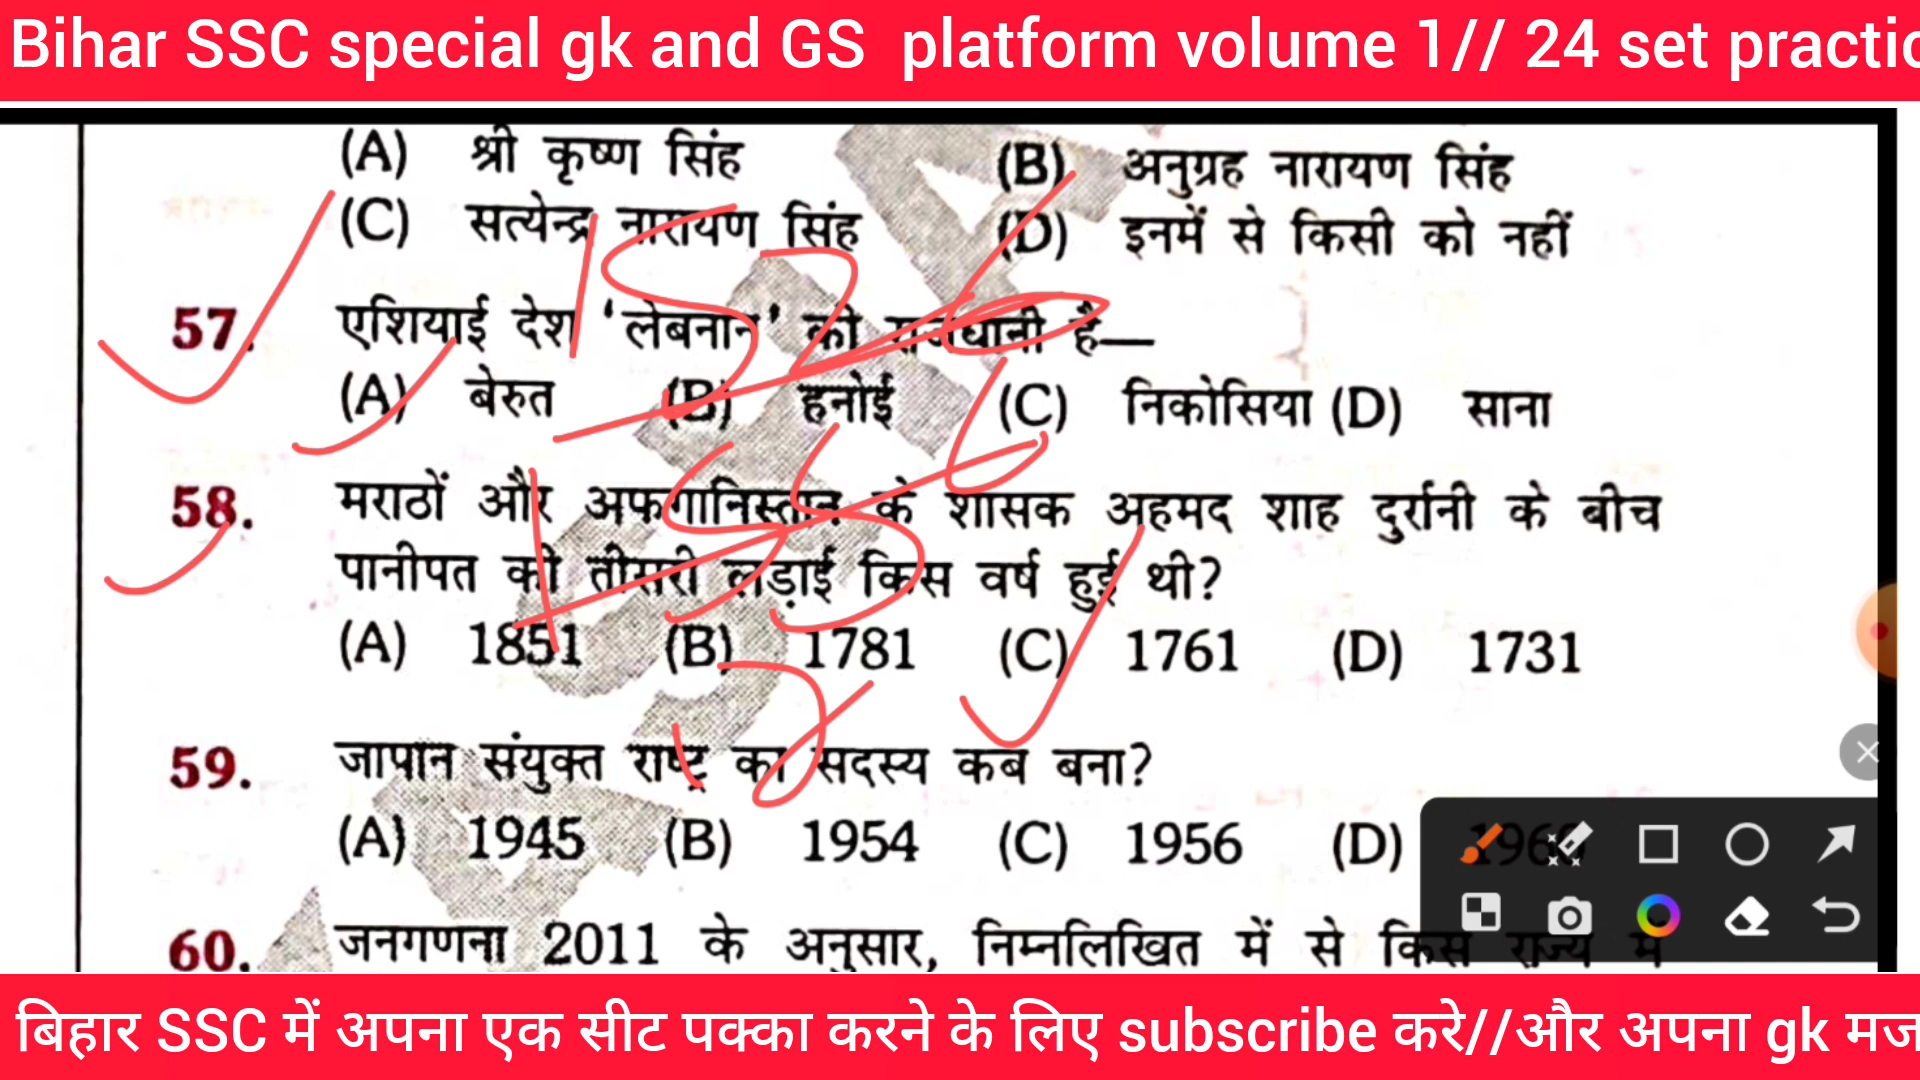 Bihar SSC special gk and GS platform volume 1// 24 set practic
(A) श्री कृष्ण सिंह (B) अनुग्रह नारायण सिंह
(C) सत्येन्द्र नारायण सिंह (D) इनमें से किसी को नहीं
57. एशियाई देश 'लेबनान' की राजधानी है—
(A) बेरुत (B) हनोई (C) निकोसिया (D) साना
58. मराठों और अफगानिस्तान के शासक अहमद शाह दुर्रानी के बीच
पानीपत की तीसरी लड़ाई किस वर्ष हुई थी?
(A) 1851 (B) 1781 (C) 1761 (D) 1731
59. जापान संयुक्त राष्ट्र का सदस्य कब बना?
(A) 1945 (B) 1954 (C) 1956 (D) 1960
60. जनगणना 2011 के अनुसार, निम्नलिखित में से किस राज्य में
बिहार SSC में अपना एक सीट पक्का करने के लिए subscribe करे//और अपना gk मज